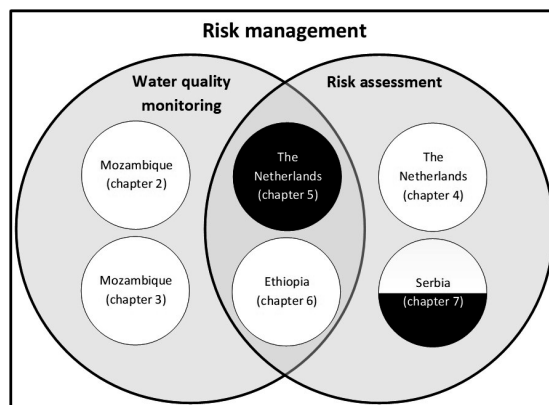 Risk management
Water quality
monitoring
Risk assessment
Mozambique
(chapter 2)
The
Netherlands
(chapter 5)
The
Netherlands
(chapter 4)
Mozambique
(chapter 3)
Ethiopia
(chapter 6)
Serbia
(chapter 7)